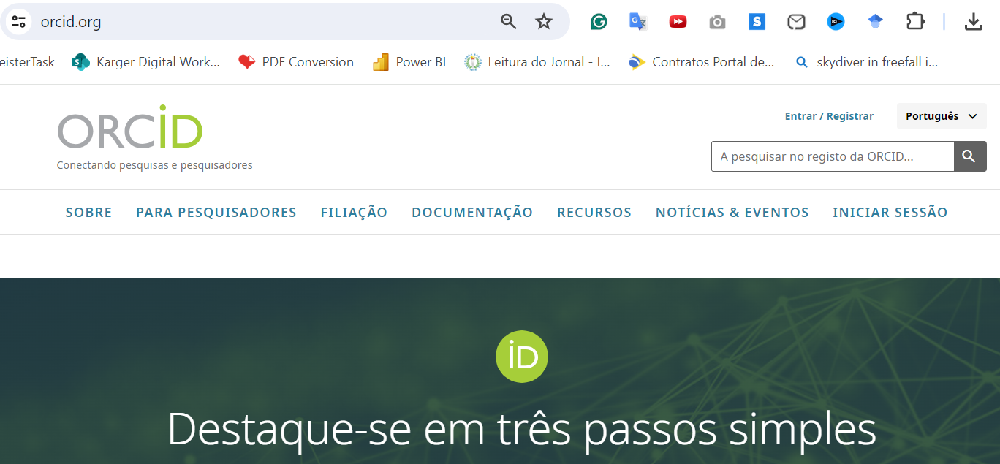 orcid.org
eisterTask Karger Digital Work... PDF Conversion Power BI Leitura do Jornal - I... Contratos Portal de... skydiver in freefall i...
ORCID
Conectando pesquisas e pesquisadores
Entrar / Registrar Português
A pesquisar no registo da ORCID...
SOBRE PARA PESQUISADORES FILIAÇÃO DOCUMENTAÇÃO RECURSOS NOTÍCIAS & EVENTOS INICIAR SESSÃO
iD
Destaque-se em três passos simples